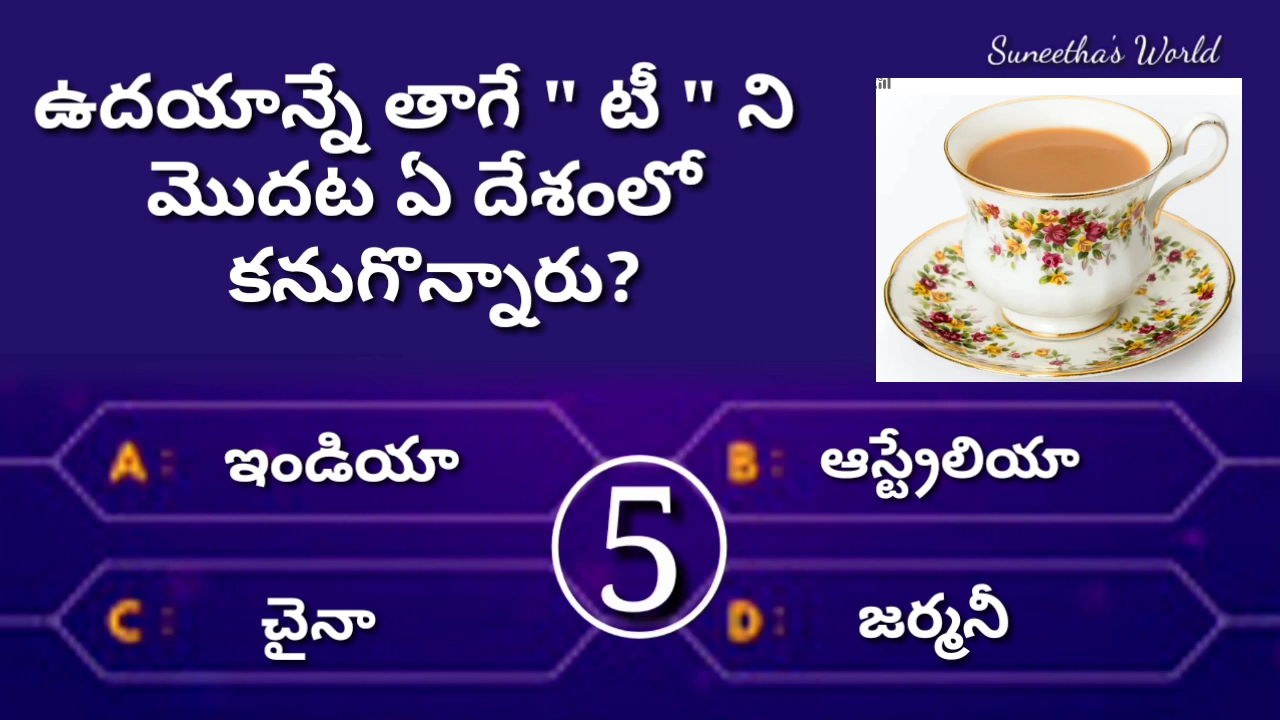 Suneetha's World
ఉదయాన్నే తాగే " టీ " ని
మొదట ఏ దేశంలో
కనుగొన్నారు?
A : ఇండియా
B : ఆస్ట్రేలియా
5
C : చైనా
D : జర్మనీ